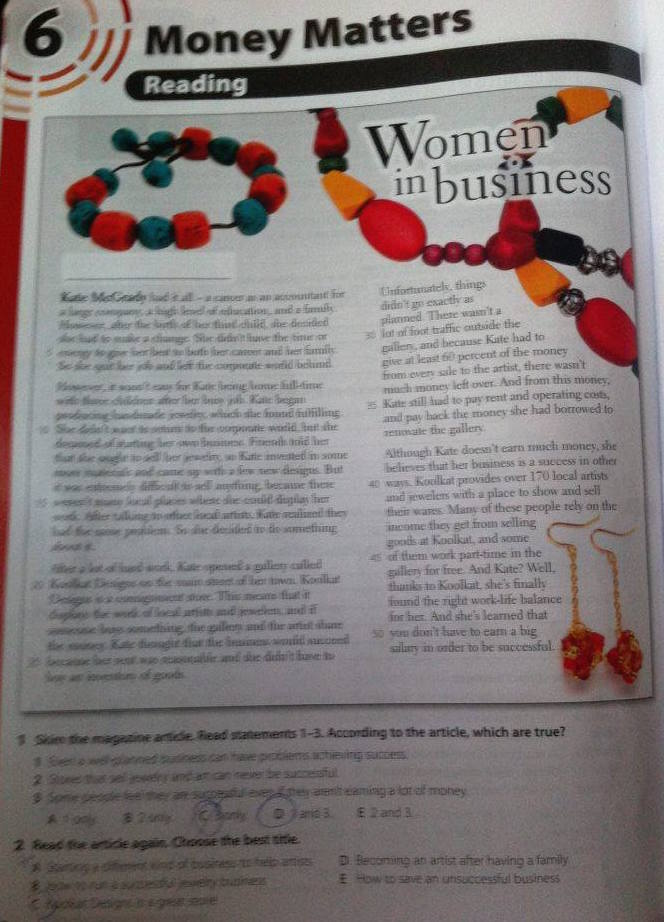 6
Money Matters
Reading
Women
in business
Kate McGrady had it all – a career as an accountant for
a large company, a high level of education, and a family.
However, after the birth of her third child, she decided
she had to make a change. She didn't have the time or
5 energy to give her best to both her career and her family.
So she quit her job and left the corporate world behind.
However, it wasn't easy for Kate being home full-time
with three children after her busy job. Kate began
producing handmade jewelry, which she found fulfilling.
10 She didn't want to return to the corporate world, but she
dreamed of starting her own business. Friends told her
that she ought to sell her jewelry, so Kate invested in some
more materials and came up with a few new designs. But
it was extremely difficult to sell anything, because there
15 weren't many local places where she could display her
work. After talking to other local artists, Kate realized they
had the same problem. So she decided to do something
about it.
After a lot of hard work, Kate opened a gallery called
20 Koolkat Designs on the main street of her town. Koolkat
Designs is a consignment store. This means that it
displays the work of local artists and jewelers, and if
someone buys something, the gallery and the artist share
the money. Kate thought that the business would succeed
25 because her rent was reasonable and she didn't have to
buy an inventory of goods.
Unfortunately, things
didn't go exactly as
planned. There wasn't a
30 lot of foot traffic outside the
gallery, and because Kate had to
give at least 60 percent of the money
from every sale to the artist, there wasn't
much money left over. And from this money,
35 Kate still had to pay rent and operating costs,
and pay back the money she had borrowed to
renovate the gallery.
Although Kate doesn't earn much money, she
believes that her business is a success in other
40 ways. Koolkat provides over 170 local artists
and jewelers with a place to show and sell
their wares. Many of these people rely on the
income they get from selling
goods at Koolkat, and some
45 of them work part-time in the
gallery for free. And Kate? Well,
thanks to Koolkat, she's finally
found the right work-life balance
for her. And she's learned that
50 you don't have to earn a big
salary in order to be successful.
1 Skim the magazine article. Read statements 1–3. According to the article, which are true?
1 Even a well-planned business can have problems achieving success.
2 Stores that sell jewelry and art can never be successful.
3 Some people feel they are successful even if they aren't earning a lot of money.
A 1 only. B 2 only. C 3 only. D 1 and 3. E 2 and 3.
2 Read the article again. Choose the best title.
A Starting a different kind of business to help artists
B How to run a successful jewelry business
C Koolkat Designs is a great store!
D Becoming an artist after having a family
E How to save an unsuccessful business